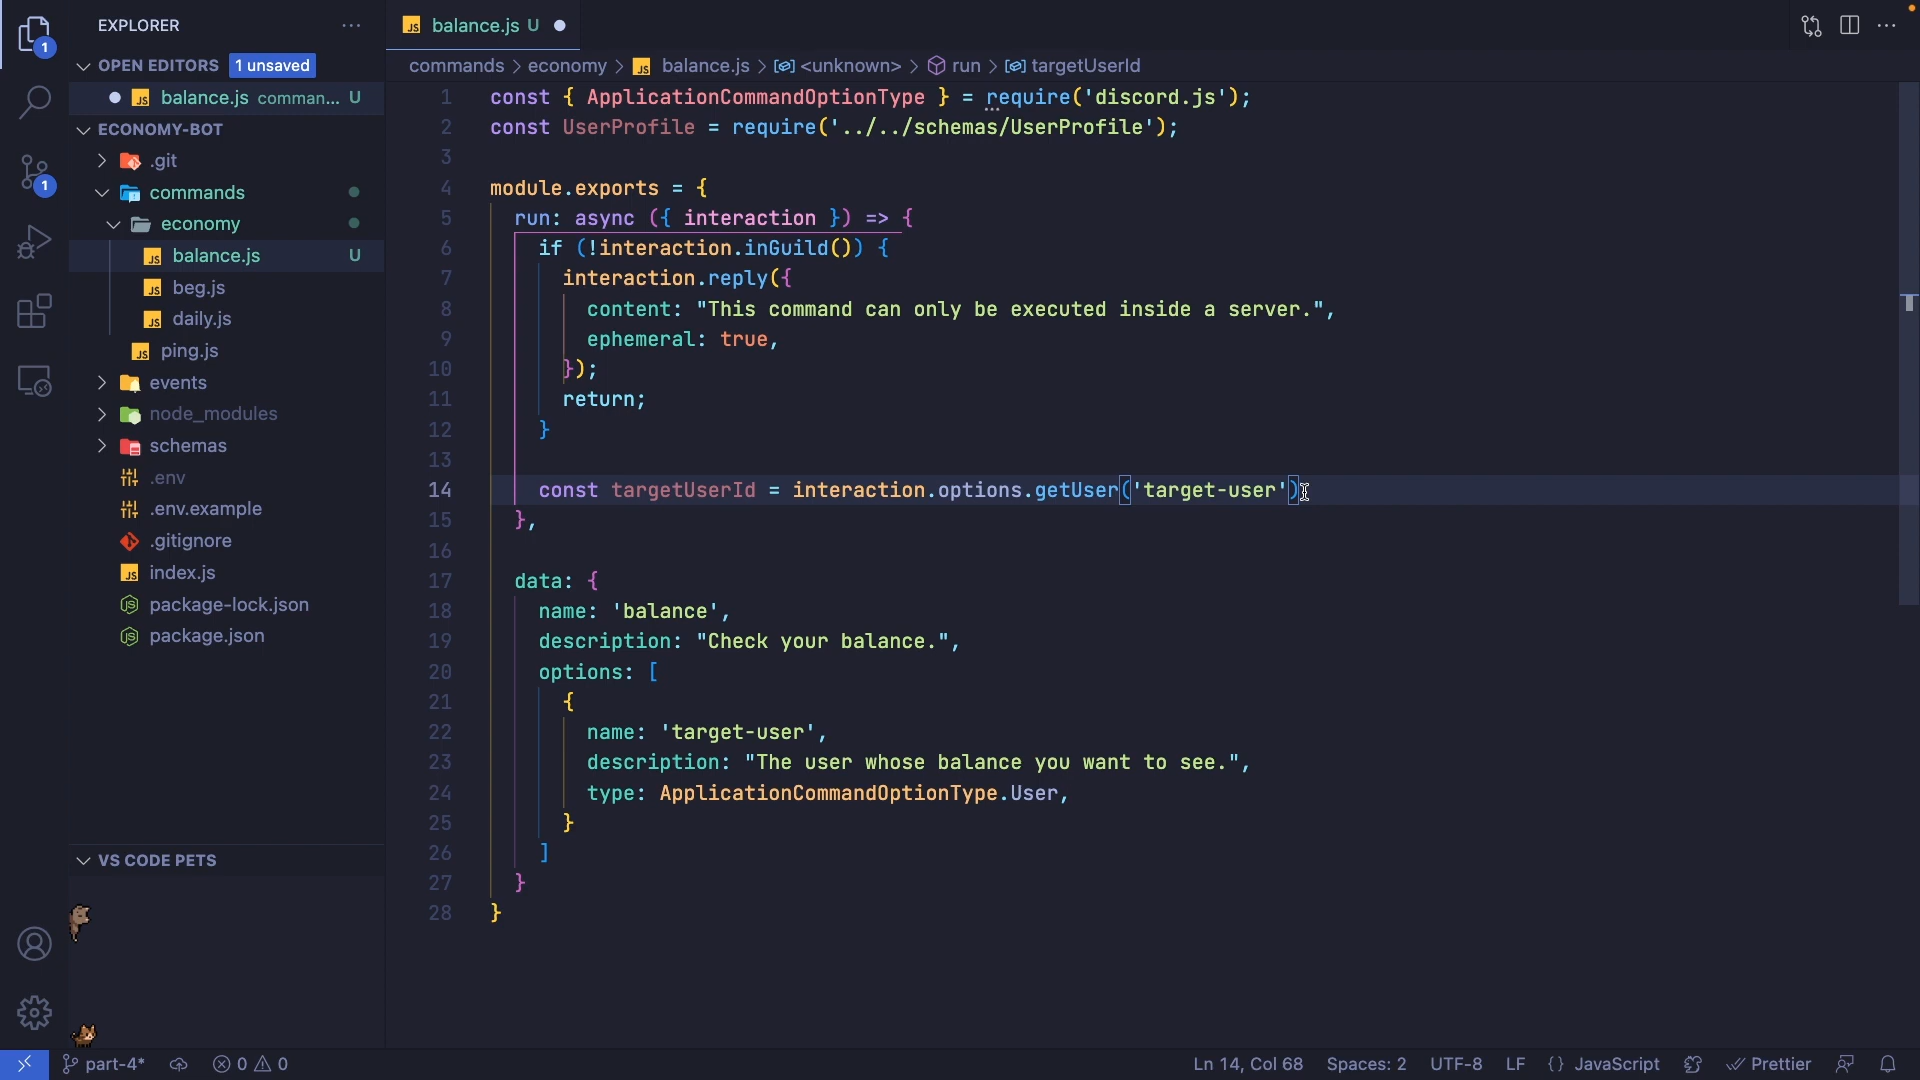 EXPLORER
OPEN EDITORS 1 unsaved
balance.js comman... U
ECONOMY-BOT
.git
commands
economy
balance.js U
beg.js
daily.js
ping.js
events
node_modules
schemas
.env
.env.example
.gitignore
index.js
package-lock.json
package.json
VS CODE PETS
1
1
balance.js U
commands > economy > balance.js > <unknown> > run > targetUserId
1 const { ApplicationCommandOptionType } = require('discord.js');
2 const UserProfile = require('../../schemas/UserProfile');
3
4 module.exports = {
5 run: async ({ interaction }) => {
6 if (!interaction.inGuild()) {
7 interaction.reply({
8 content: "This command can only be executed inside a server.",
9 ephemeral: true,
10 });
11 return;
12 }
13
14 const targetUserId = interaction.options.getUser('target-user')
15 },
16
17 data: {
18 name: 'balance',
19 description: "Check your balance.",
20 options: [
21 {
22 name: 'target-user',
23 description: "The user whose balance you want to see.",
24 type: ApplicationCommandOptionType.User,
25 }
26 ]
27 }
28 }
part-4* 0 0 Ln 14, Col 68 Spaces: 2 UTF-8 LF {} JavaScript Prettier